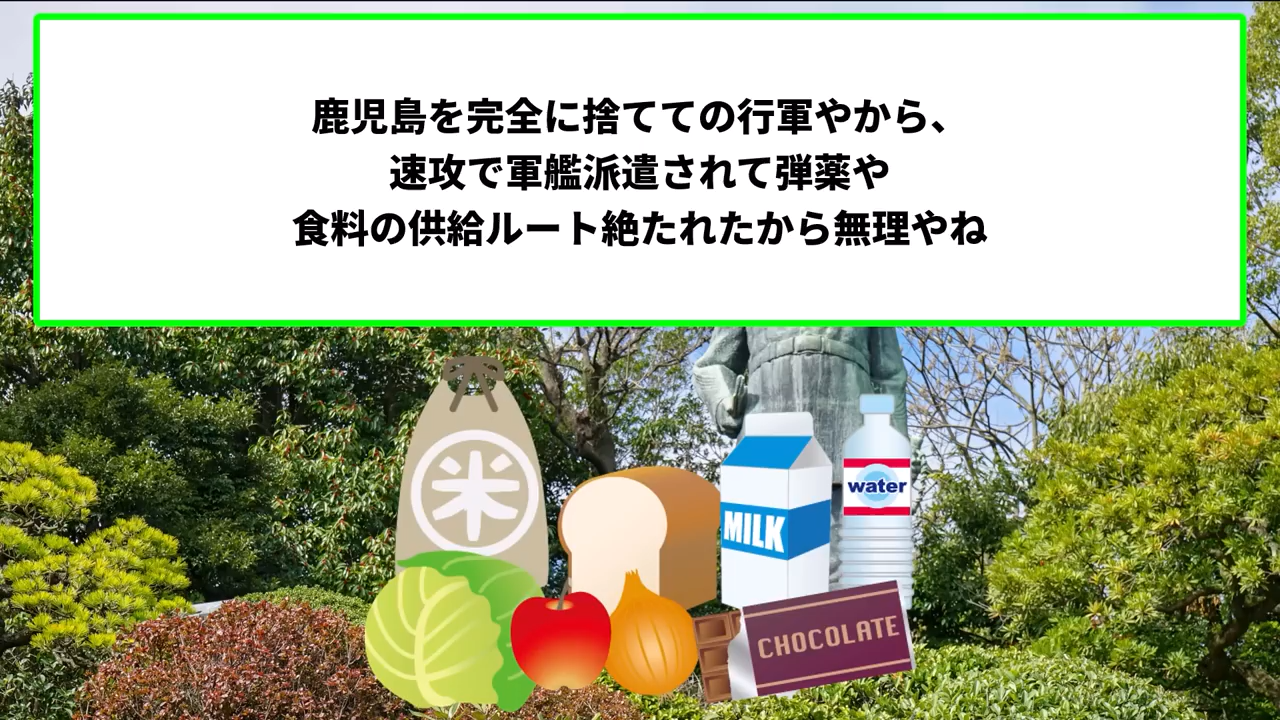 鹿児島を完全に捨てての行軍やから、
速攻で軍艦派遣されて弾薬や
食料の供給ルート絶たれたから無理やね
米
MILK
water
CHOCOLATE